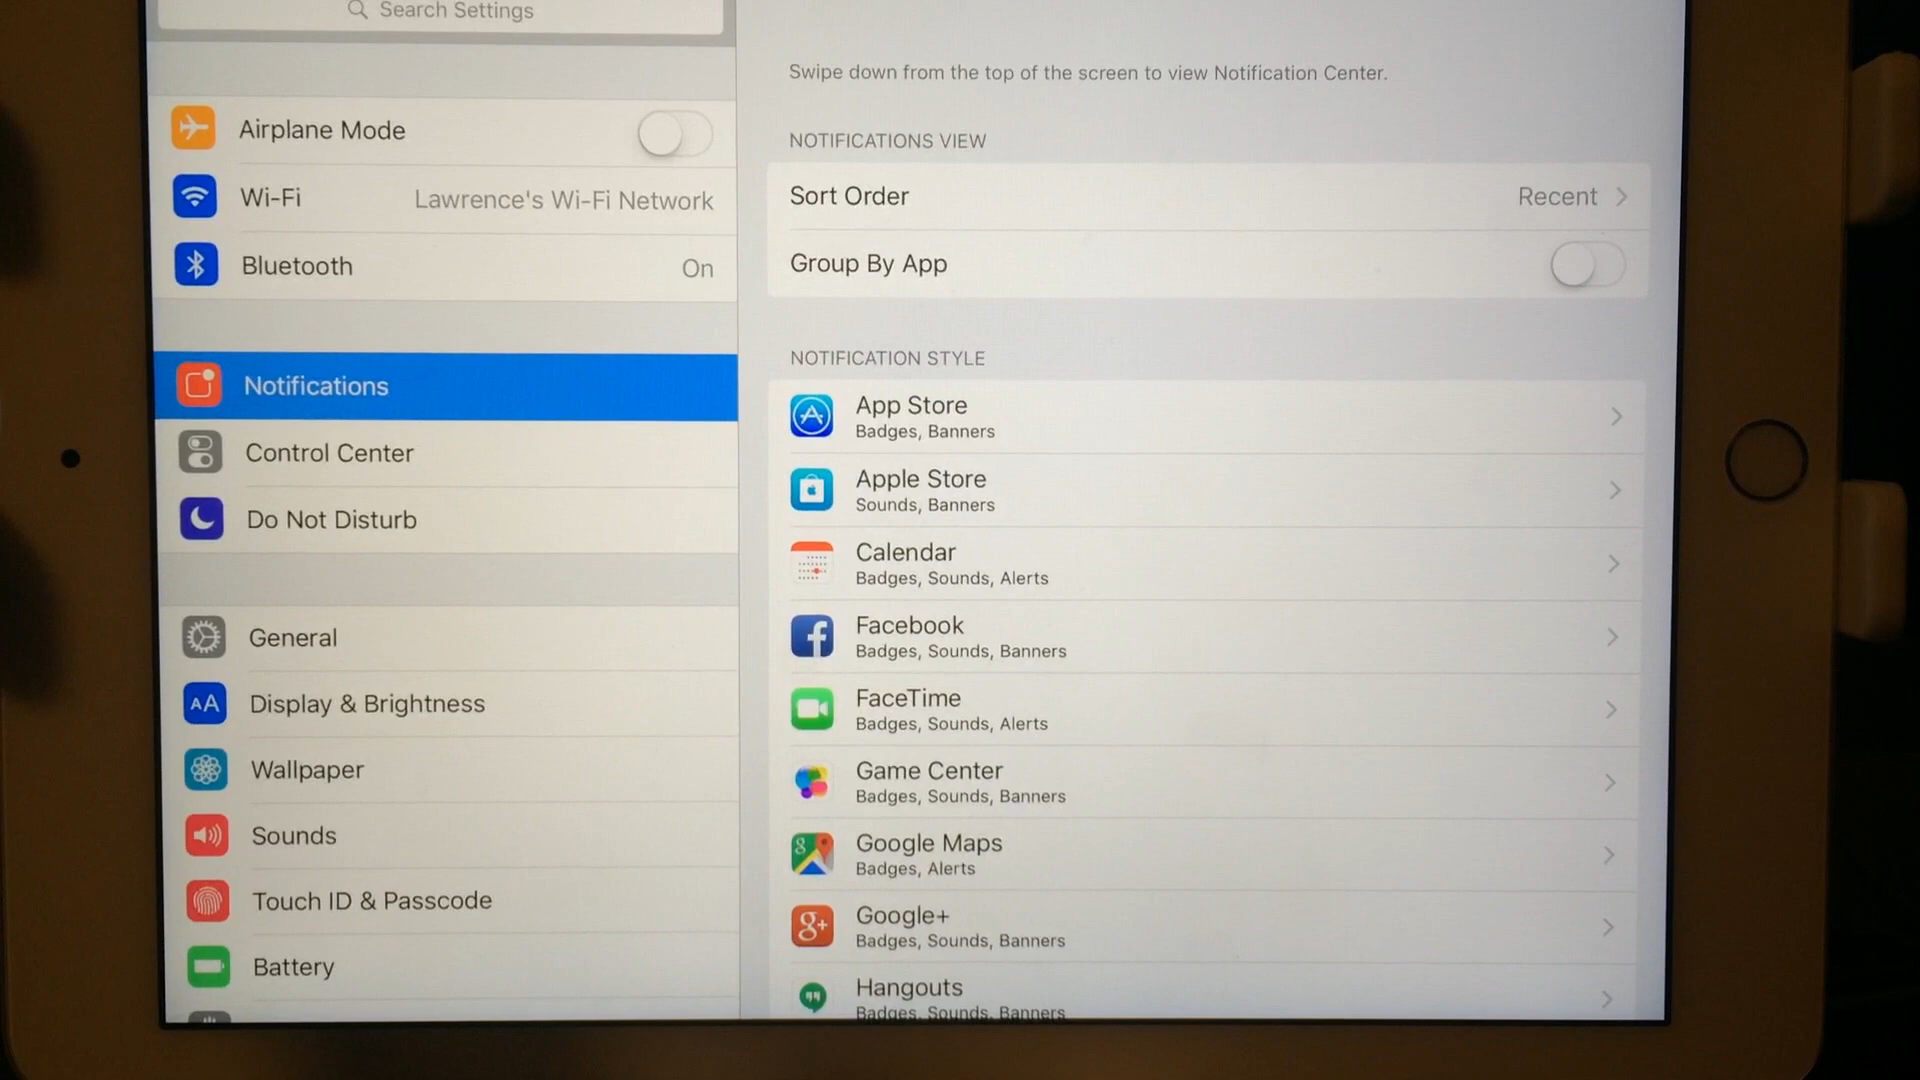 Search Settings
Airplane Mode
Wi-Fi Lawrence's Wi-Fi Network
Bluetooth On
Notifications
Control Center
Do Not Disturb
General
AA Display & Brightness
Wallpaper
Sounds
Touch ID & Passcode
Battery
Swipe down from the top of the screen to view Notification Center.
NOTIFICATIONS VIEW
Sort Order Recent
Group By App
NOTIFICATION STYLE
App Store
Badges, Banners
Apple Store
Sounds, Banners
Calendar
Badges, Sounds, Alerts
f Facebook
Badges, Sounds, Banners
FaceTime
Badges, Sounds, Alerts
Game Center
Badges, Sounds, Banners
g Google Maps
Badges, Alerts
g+ Google+
Badges, Sounds, Banners
Hangouts
Badges, Sounds, Banners